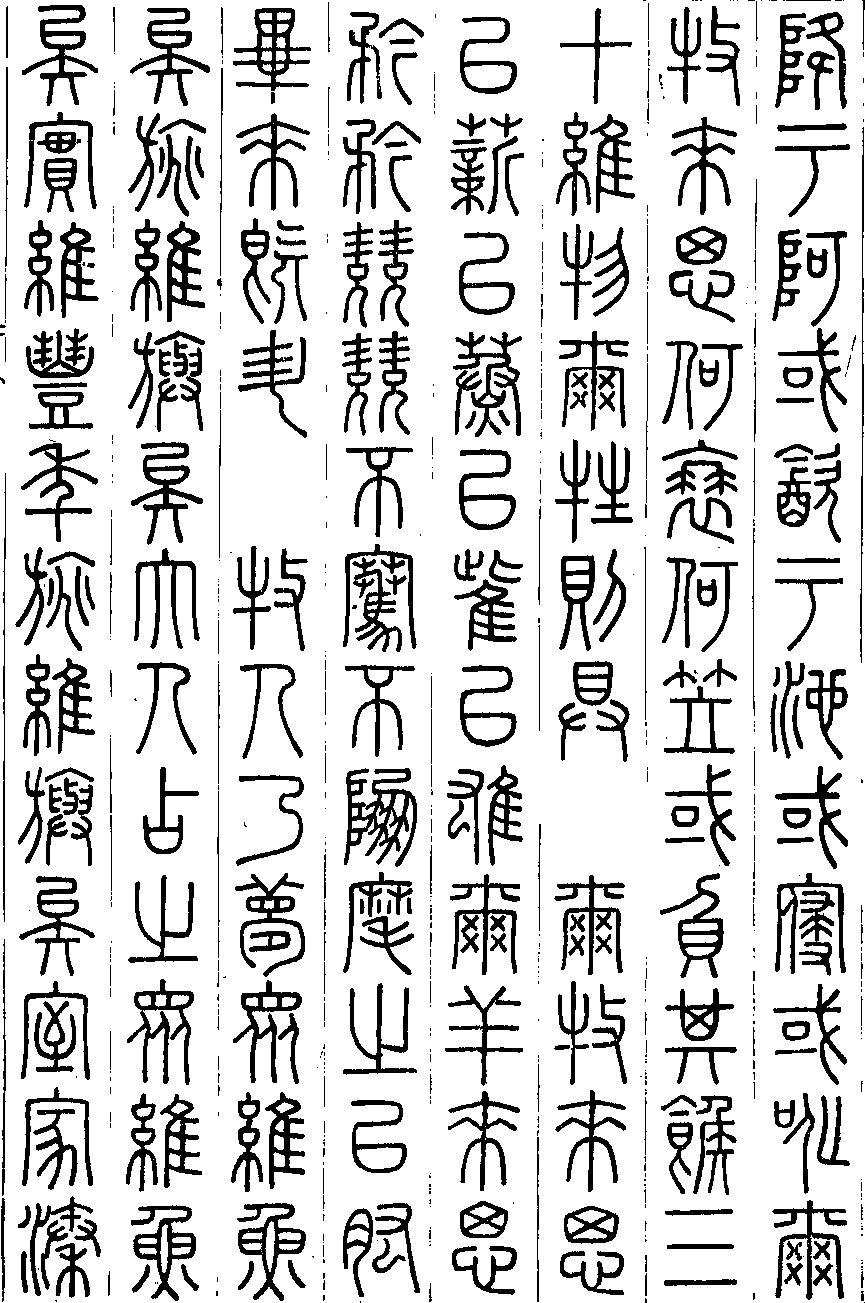 降于阿或飲于池或寢或吪爾
牧來思何蓑何笠或負其餱三
十維物爾牲則具　爾牧來思
以薪以蒸以雌以雄爾羊來思
矜矜兢兢不騫不崩麾之以肱
畢來既升　牧人乃夢眾維魚
矣旐維旟矣大人占之眾維魚
矣實維豐年旐維旟矣室家溱